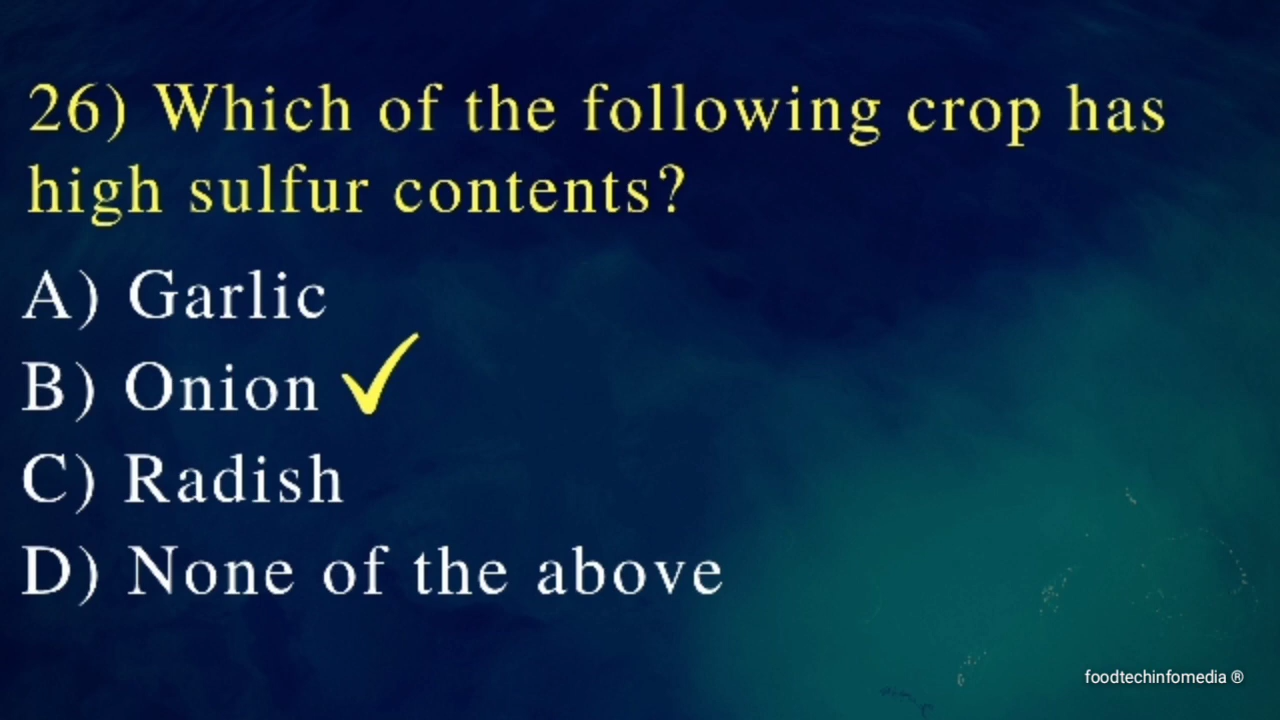 26) Which of the following crop has
high sulfur contents?
A) Garlic
B) Onion ✓
C) Radish
D) None of the above
foodtechinfomedia ®